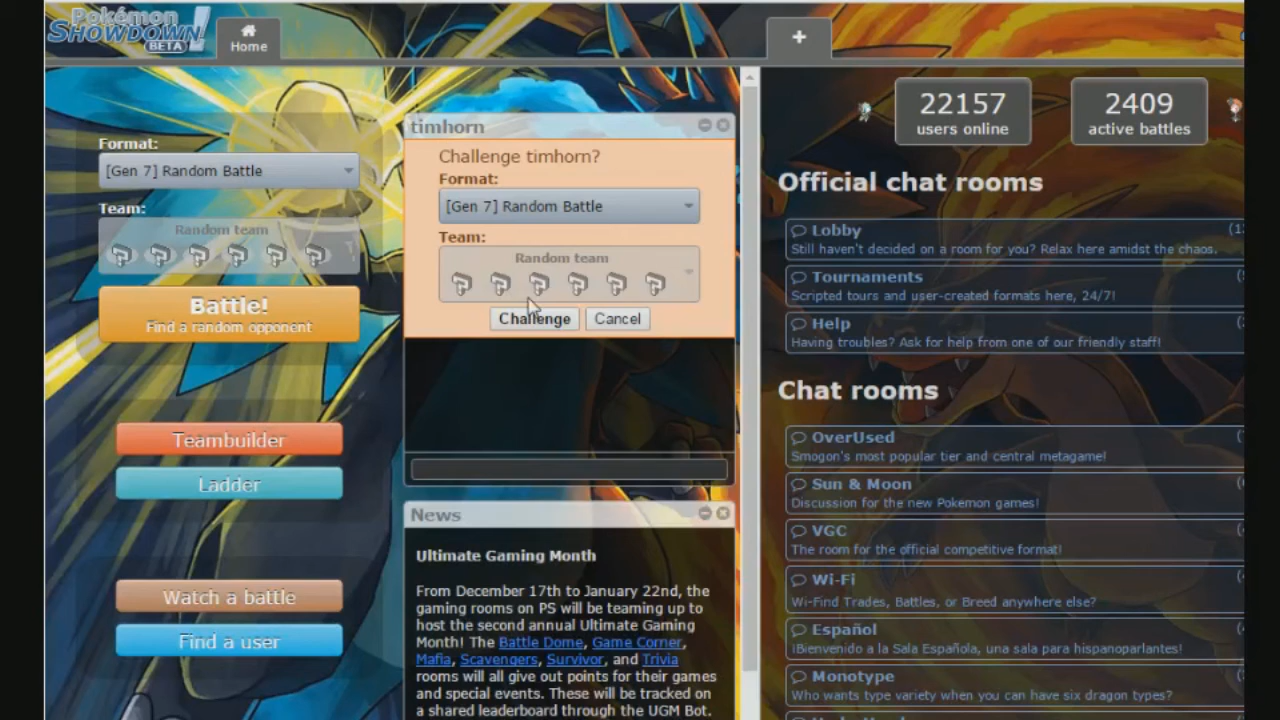 Pokémon
SHOWDOWN!
BETA
Home
+
Format:
[Gen 7] Random Battle
Team:
Random team
Battle!
Find a random opponent
Teambuilder
Ladder
Watch a battle
Find a user
timhorn
Challenge timhorn?
Format:
[Gen 7] Random Battle
Team:
Random team
Challenge Cancel
News
Ultimate Gaming Month
From December 17th to January 22nd, the
gaming rooms on PS will be teaming up to
host the second annual Ultimate Gaming
Month! The Battle Dome, Game Corner,
Mafia, Scavengers, Survivor, and Trivia
rooms will all give out points for their games
and special events. These will be tracked on
a shared leaderboard through the UGM Bot.
22157
users online
2409
active battles
Official chat rooms
Lobby
Still haven't decided on a room for you? Relax here amidst the chaos.
Tournaments
Scripted tours and user-created formats here, 24/7!
Help
Having troubles? Ask for help from one of our friendly staff!
Chat rooms
OverUsed
Smogon's most popular tier and central metagame!
Sun & Moon
Discussion for the new Pokemon games!
VGC
The room for the official competitive format!
Wi-Fi
Wi-Find Trades, Battles, or Breed anywhere else?
Español
¡Bienvenido a la Sala Española, una sala para hispanoparlantes!
Monotype
Who wants type variety when you can have six dragon types?